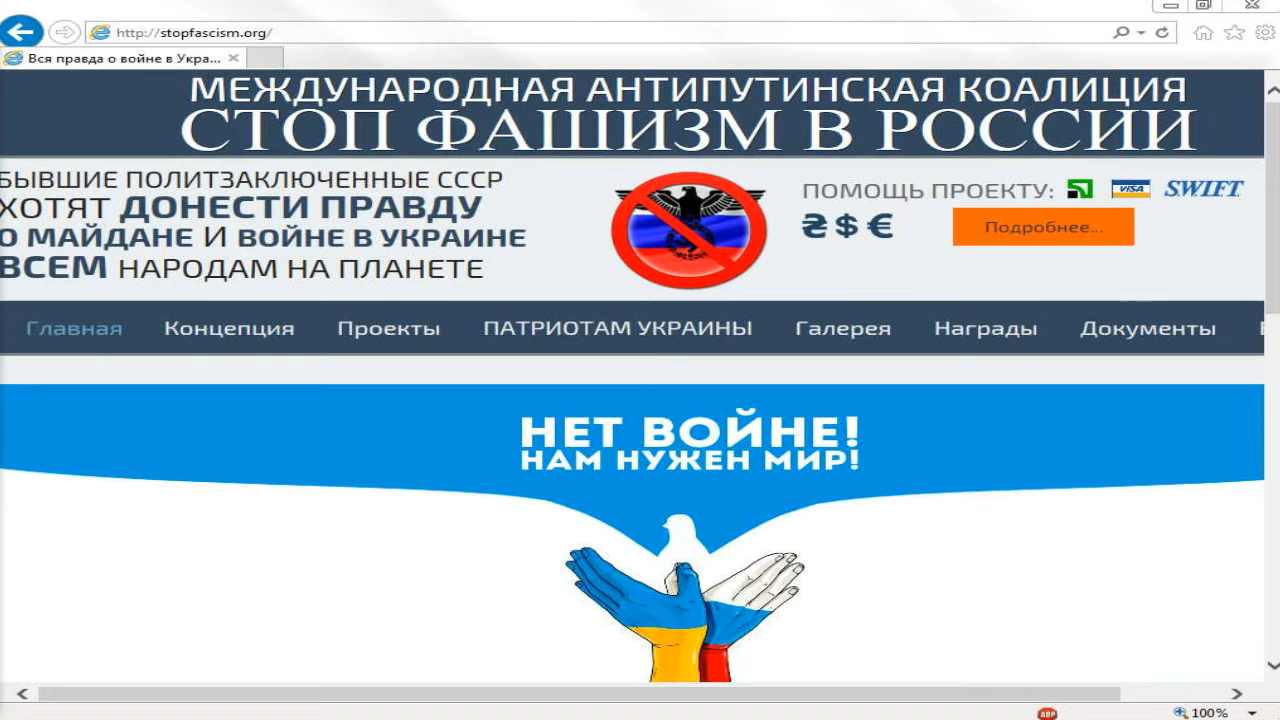 http://stopfascism.org/
Вся правда о войне в Укра...
МЕЖДУНАРОДНАЯ АНТИПУТИНСКАЯ КОАЛИЦИЯ
СТОП ФАШИЗМ В РОССИИ
БЫВШИЕ ПОЛИТЗАКЛЮЧЕННЫЕ СССР
ХОТЯТ ДОНЕСТИ ПРАВДУ
О МАЙДАНЕ И ВОЙНЕ В УКРАИНЕ
ВСЕМ НАРОДАМ НА ПЛАНЕТЕ
ПОМОЩЬ ПРОЕКТУ: VISA SWIFT
₴ $ €
Подробнее...
Главная Концепция Проекты ПАТРИОТАМ УКРАИНЫ Галерея Награды Документы
НЕТ ВОЙНЕ!
НАМ НУЖЕН МИР!
ABP
100%